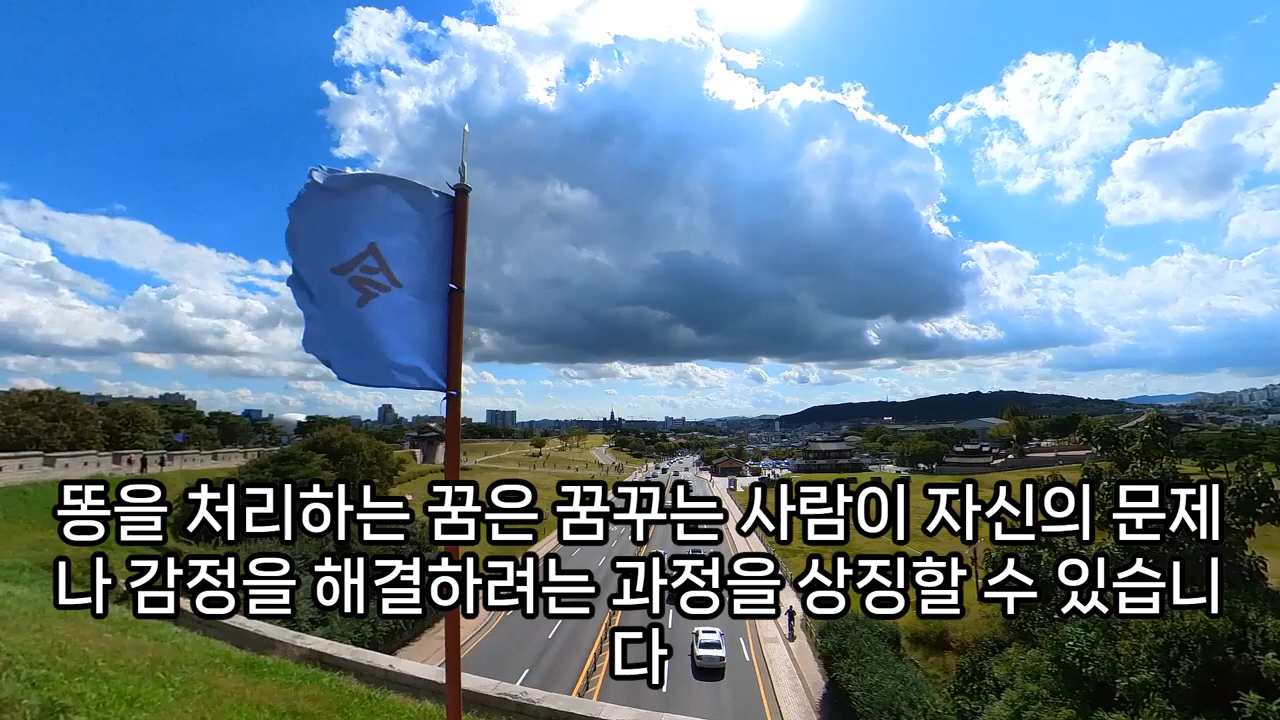 똥을 처리하는 꿈은 꿈꾸는 사람이 자신의 문제
나 감정을 해결하려는 과정을 상징할 수 있습니
다